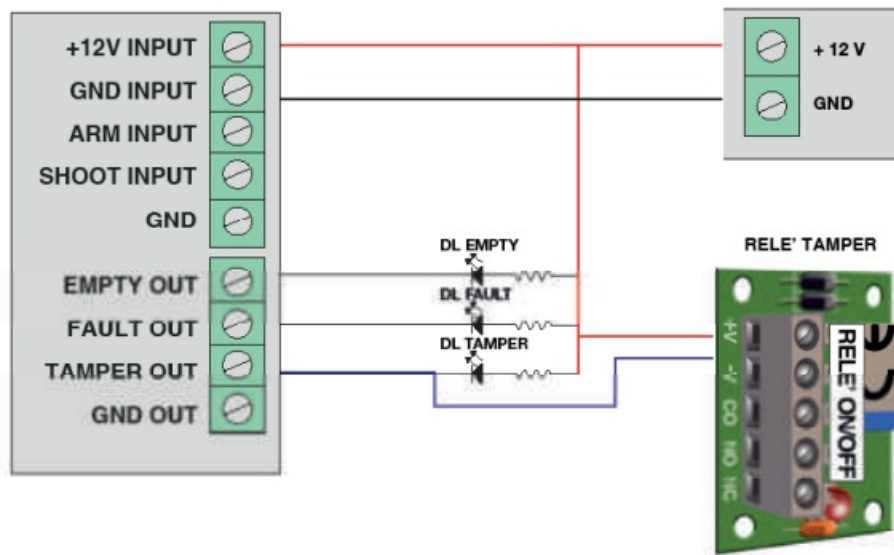 +12V INPUT
GND INPUT
ARM INPUT
SHOOT INPUT
GND
EMPTY OUT
FAULT OUT
TAMPER OUT
GND OUT
+ 12 V
GND
DL EMPTY
DL FAULT
DL TAMPER
RELE' TAMPER
+V
-V
CO
NO
NC
RELE' ON/OFF